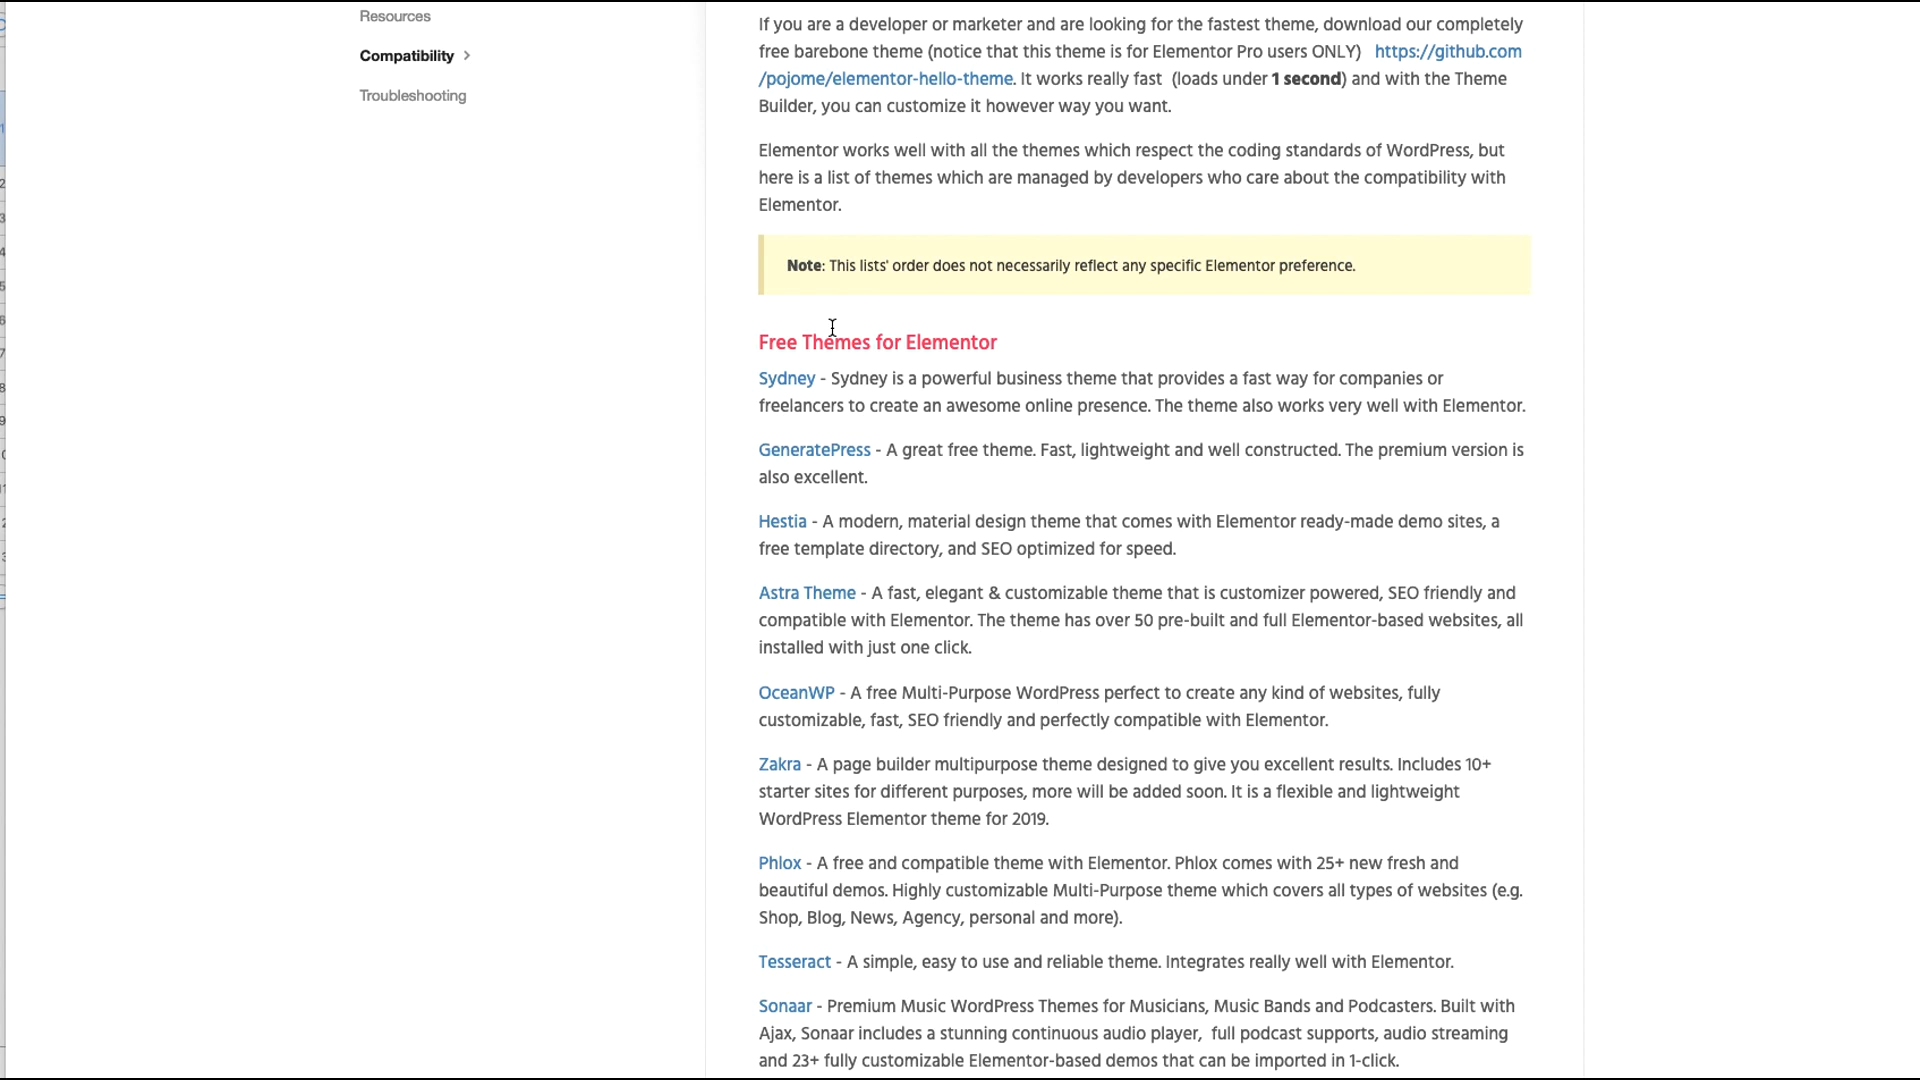 Resources
Compatibility >
Troubleshooting
If you are a developer or marketer and are looking for the fastest theme, download our completely
free barebone theme (notice that this theme is for Elementor Pro users ONLY) https://github.com
/pojome/elementor-hello-theme. It works really fast (loads under 1 second) and with the Theme
Builder, you can customize it however way you want.
Elementor works well with all the themes which respect the coding standards of WordPress, but
here is a list of themes which are managed by developers who care about the compatibility with
Elementor.
Note: This lists' order does not necessarily reflect any specific Elementor preference.
Free Themes for Elementor
Sydney - Sydney is a powerful business theme that provides a fast way for companies or
freelancers to create an awesome online presence. The theme also works very well with Elementor.
GeneratePress - A great free theme. Fast, lightweight and well constructed. The premium version is
also excellent.
Hestia - A modern, material design theme that comes with Elementor ready-made demo sites, a
free template directory, and SEO optimized for speed.
Astra Theme - A fast, elegant & customizable theme that is customizer powered, SEO friendly and
compatible with Elementor. The theme has over 50 pre-built and full Elementor-based websites, all
installed with just one click.
OceanWP - A free Multi-Purpose WordPress perfect to create any kind of websites, fully
customizable, fast, SEO friendly and perfectly compatible with Elementor.
Zakra - A page builder multipurpose theme designed to give you excellent results. Includes 10+
starter sites for different purposes, more will be added soon. It is a flexible and lightweight
WordPress Elementor theme for 2019.
Phlox - A free and compatible theme with Elementor. Phlox comes with 25+ new fresh and
beautiful demos. Highly customizable Multi-Purpose theme which covers all types of websites (e.g.
Shop, Blog, News, Agency, personal and more).
Tesseract - A simple, easy to use and reliable theme. Integrates really well with Elementor.
Sonaar - Premium Music WordPress Themes for Musicians, Music Bands and Podcasters. Built with
Ajax, Sonaar includes a stunning continuous audio player, full podcast supports, audio streaming
and 23+ fully customizable Elementor-based demos that can be imported in 1-click.